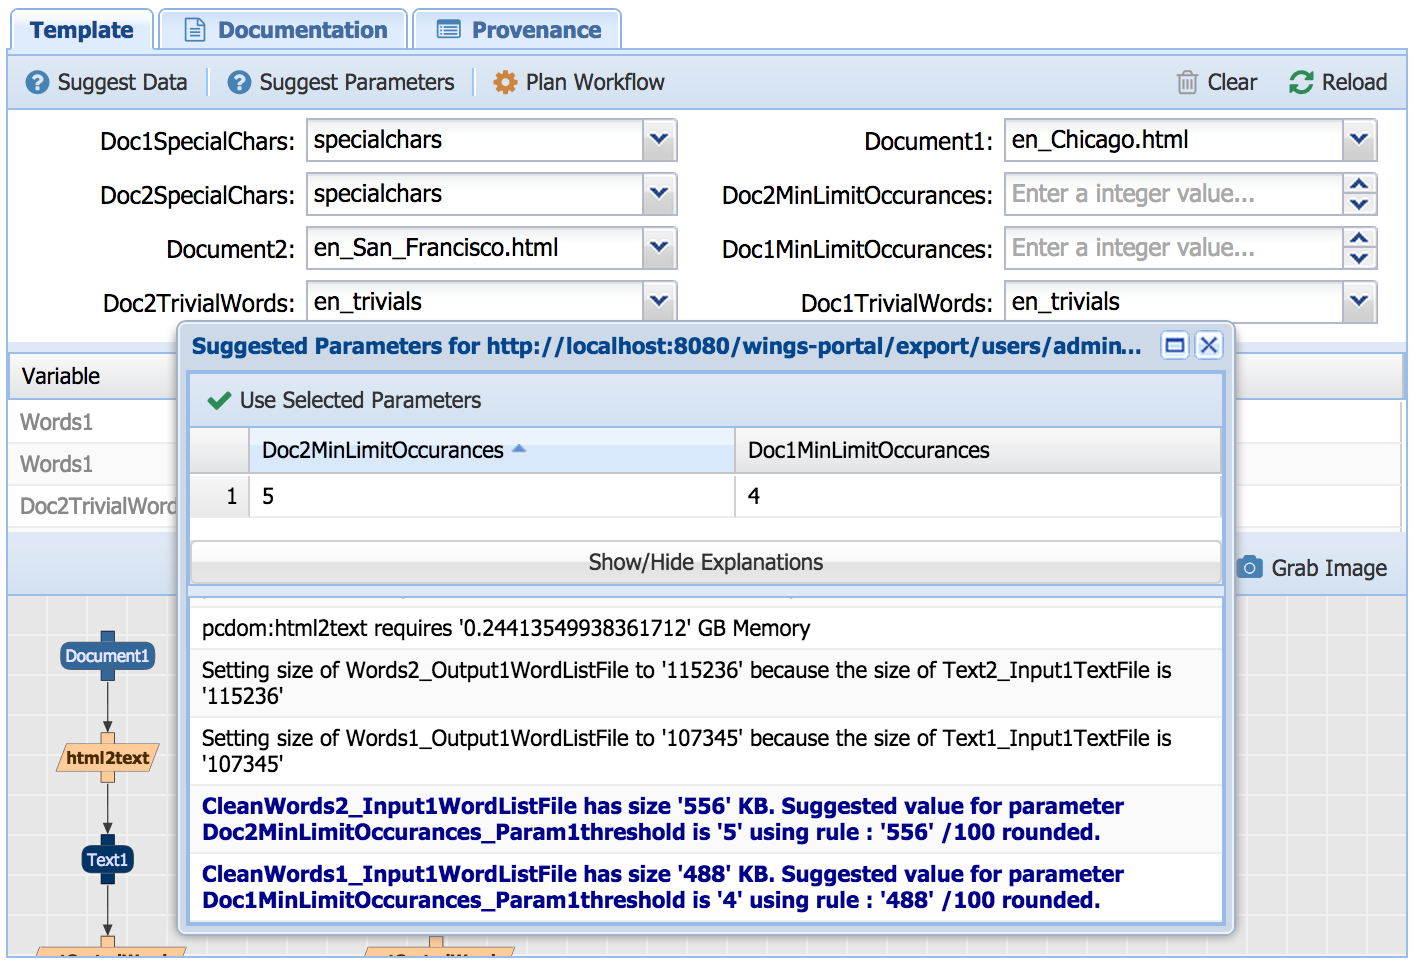 Template
Documentation
Provenance
Suggest Data
Suggest Parameters
Plan Workflow
Clear
Reload
Doc1SpecialChars: specialchars
Document1: en_Chicago.html
Doc2SpecialChars: specialchars
Doc2MinLimitOccurances: Enter a integer value...
Document2: en_San_Francisco.html
Doc1MinLimitOccurances: Enter a integer value...
Doc2TrivialWords: en_trivials
Doc1TrivialWords: en_trivials
Variable
Words1
Words1
Doc2TrivialWord
Suggested Parameters for http://localhost:8080/wings-portal/export/users/admin...
Use Selected Parameters
Doc2MinLimitOccurances
Doc1MinLimitOccurances
1 5 4
Show/Hide Explanations
pcdom:html2text requires '0.24413549938361712' GB Memory
Setting size of Words2_Output1WordListFile to '115236' because the size of Text2_Input1TextFile is
'115236'
Setting size of Words1_Output1WordListFile to '107345' because the size of Text1_Input1TextFile is
'107345'
CleanWords2_Input1WordListFile has size '556' KB. Suggested value for parameter
Doc2MinLimitOccurances_Param1threshold is '5' using rule : '556' /100 rounded.
CleanWords1_Input1WordListFile has size '488' KB. Suggested value for parameter
Doc1MinLimitOccurances_Param1threshold is '4' using rule : '488' /100 rounded.
Grab Image
Document1
html2text
Text1